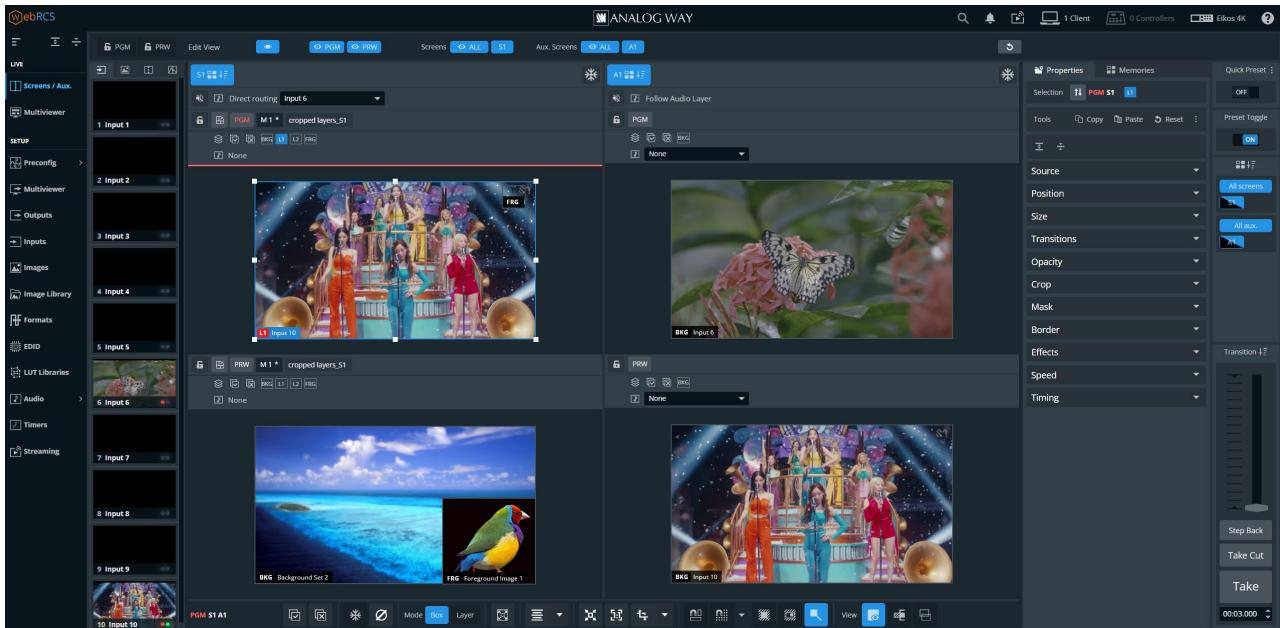 WebRCS
ANALOG WAY
1 Client
0 Controllers
Eikos 4K
PGM PRW
Edit View
PGM PRW
Screens ALL S1
Aux. Screens ALL A1
LIVE
Screens / Aux.
Multiviewer
SETUP
Preconfig
Multiviewer
Outputs
Inputs
Images
Image Library
Formats
EDID
LUT Libraries
Audio
Timers
Streaming
1 Input 1
2 Input 2
3 Input 3
4 Input 4
5 Input 5
6 Input 6
7 Input 7
8 Input 8
9 Input 9
10 Input 10
S1
Direct routing Input 6
PGM M 1 * cropped layers_S1
BKG L1 L2 FRG
None
FRG
L1 Input 10
PRW M 1 * cropped layers_S1
BKG L1 L2 FRG
None
BKG Background Set 2
FRG Foreground Image 1
A1
Follow Audio Layer
PGM
BKG
None
BKG Input 6
PRW
BKG
None
BKG Input 10
PGM S1 A1
Mode Box Layer
View
Properties Memories
Selection PGM S1 L1
Tools Copy Paste Reset
Source
Position
Size
Transitions
Opacity
Crop
Mask
Border
Effects
Speed
Timing
Quick Preset
OFF
Preset Toggle
ON
All screens
S1
All aux.
A1
Transition
Step Back
Take Cut
Take
00:03.000